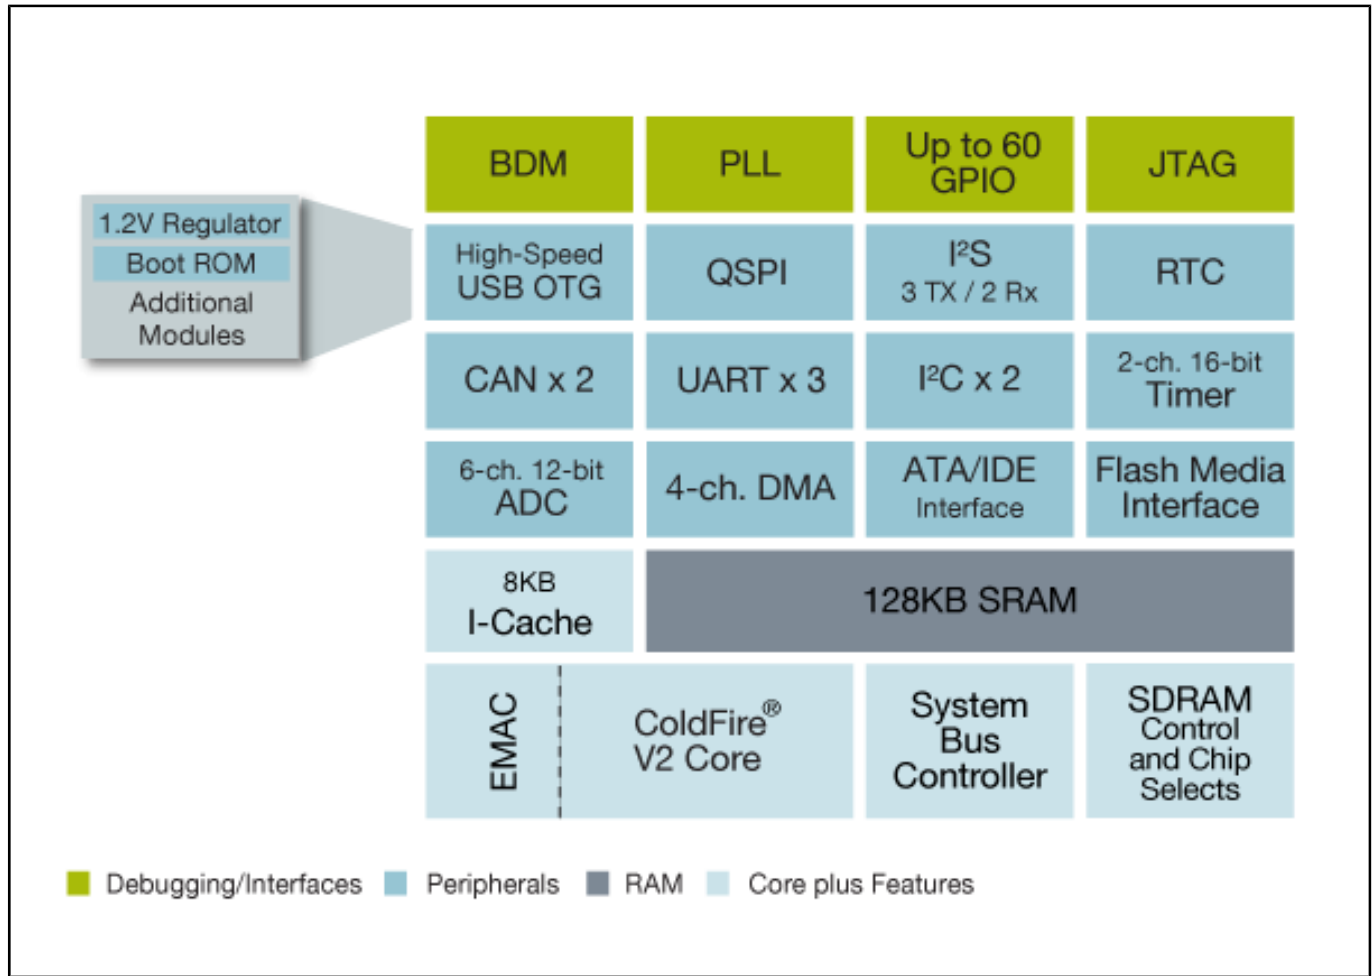 BDM
PLL
Up to 60
GPIO
JTAG
1.2V Regulator
Boot ROM
Additional
Modules
High-Speed
USB OTG
QSPI
I²S
3 TX / 2 Rx
RTC
CAN x 2
UART x 3
I²C x 2
2-ch. 16-bit
Timer
6-ch. 12-bit
ADC
4-ch. DMA
ATA/IDE
Interface
Flash Media
Interface
8KB
I-Cache
128KB SRAM
EMAC
ColdFire®
V2 Core
System
Bus
Controller
SDRAM
Control
and Chip
Selects
Debugging/Interfaces
Peripherals
RAM
Core plus Features